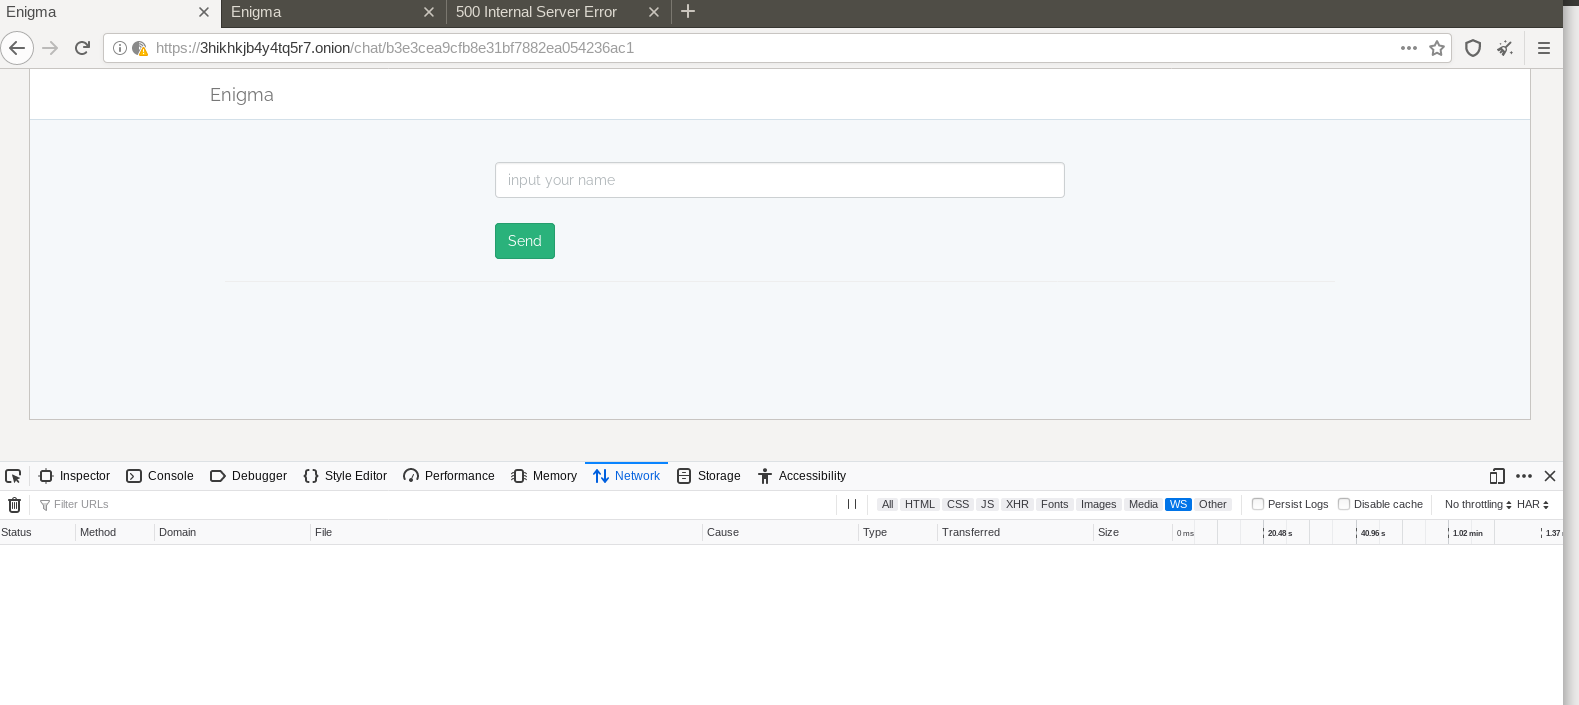 Enigma Enigma 500 Internal Server Error
https://3hikhkjb4y4tq5r7.onion/chat/b3e3cea9cfb8e31bf7882ea054236ac1
Enigma
input your name
Send
Inspector Console Debugger Style Editor Performance Memory Network Storage Accessibility
Filter URLs All HTML CSS JS XHR Fonts Images Media WS Other Persist Logs Disable cache No throttling HAR
Status Method Domain File Cause Type Transferred Size 0 ms 20.48 s 40.96 s 1.02 min 1.37